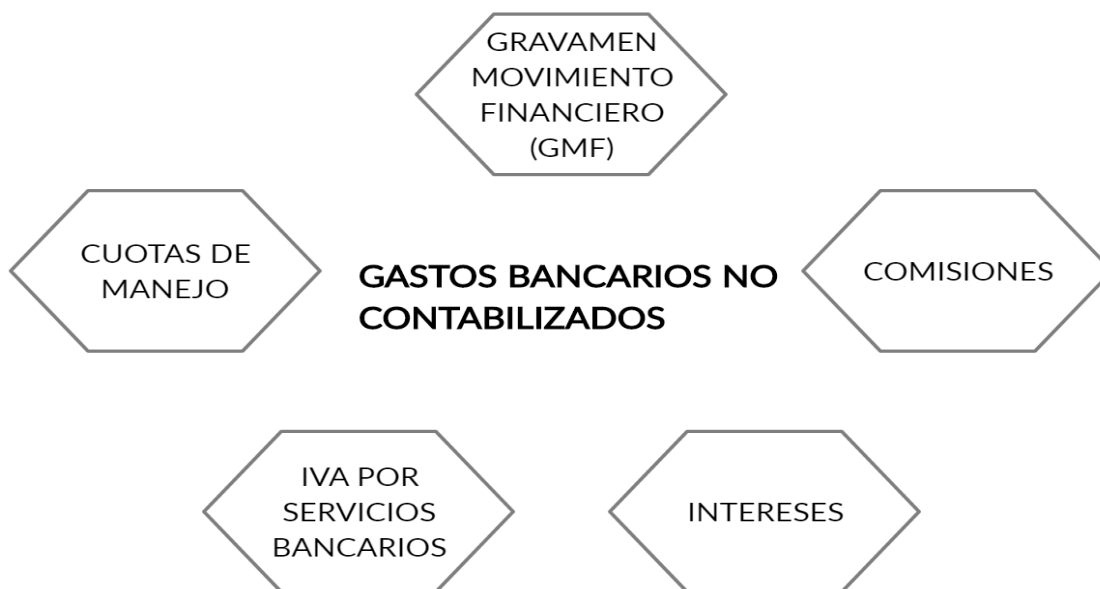 GRAVAMEN
MOVIMIENTO
FINANCIERO
(GMF)
CUOTAS DE
MANEJO
GASTOS BANCARIOS NO
CONTABILIZADOS
COMISIONES
IVA POR
SERVICIOS
BANCARIOS
INTERESES